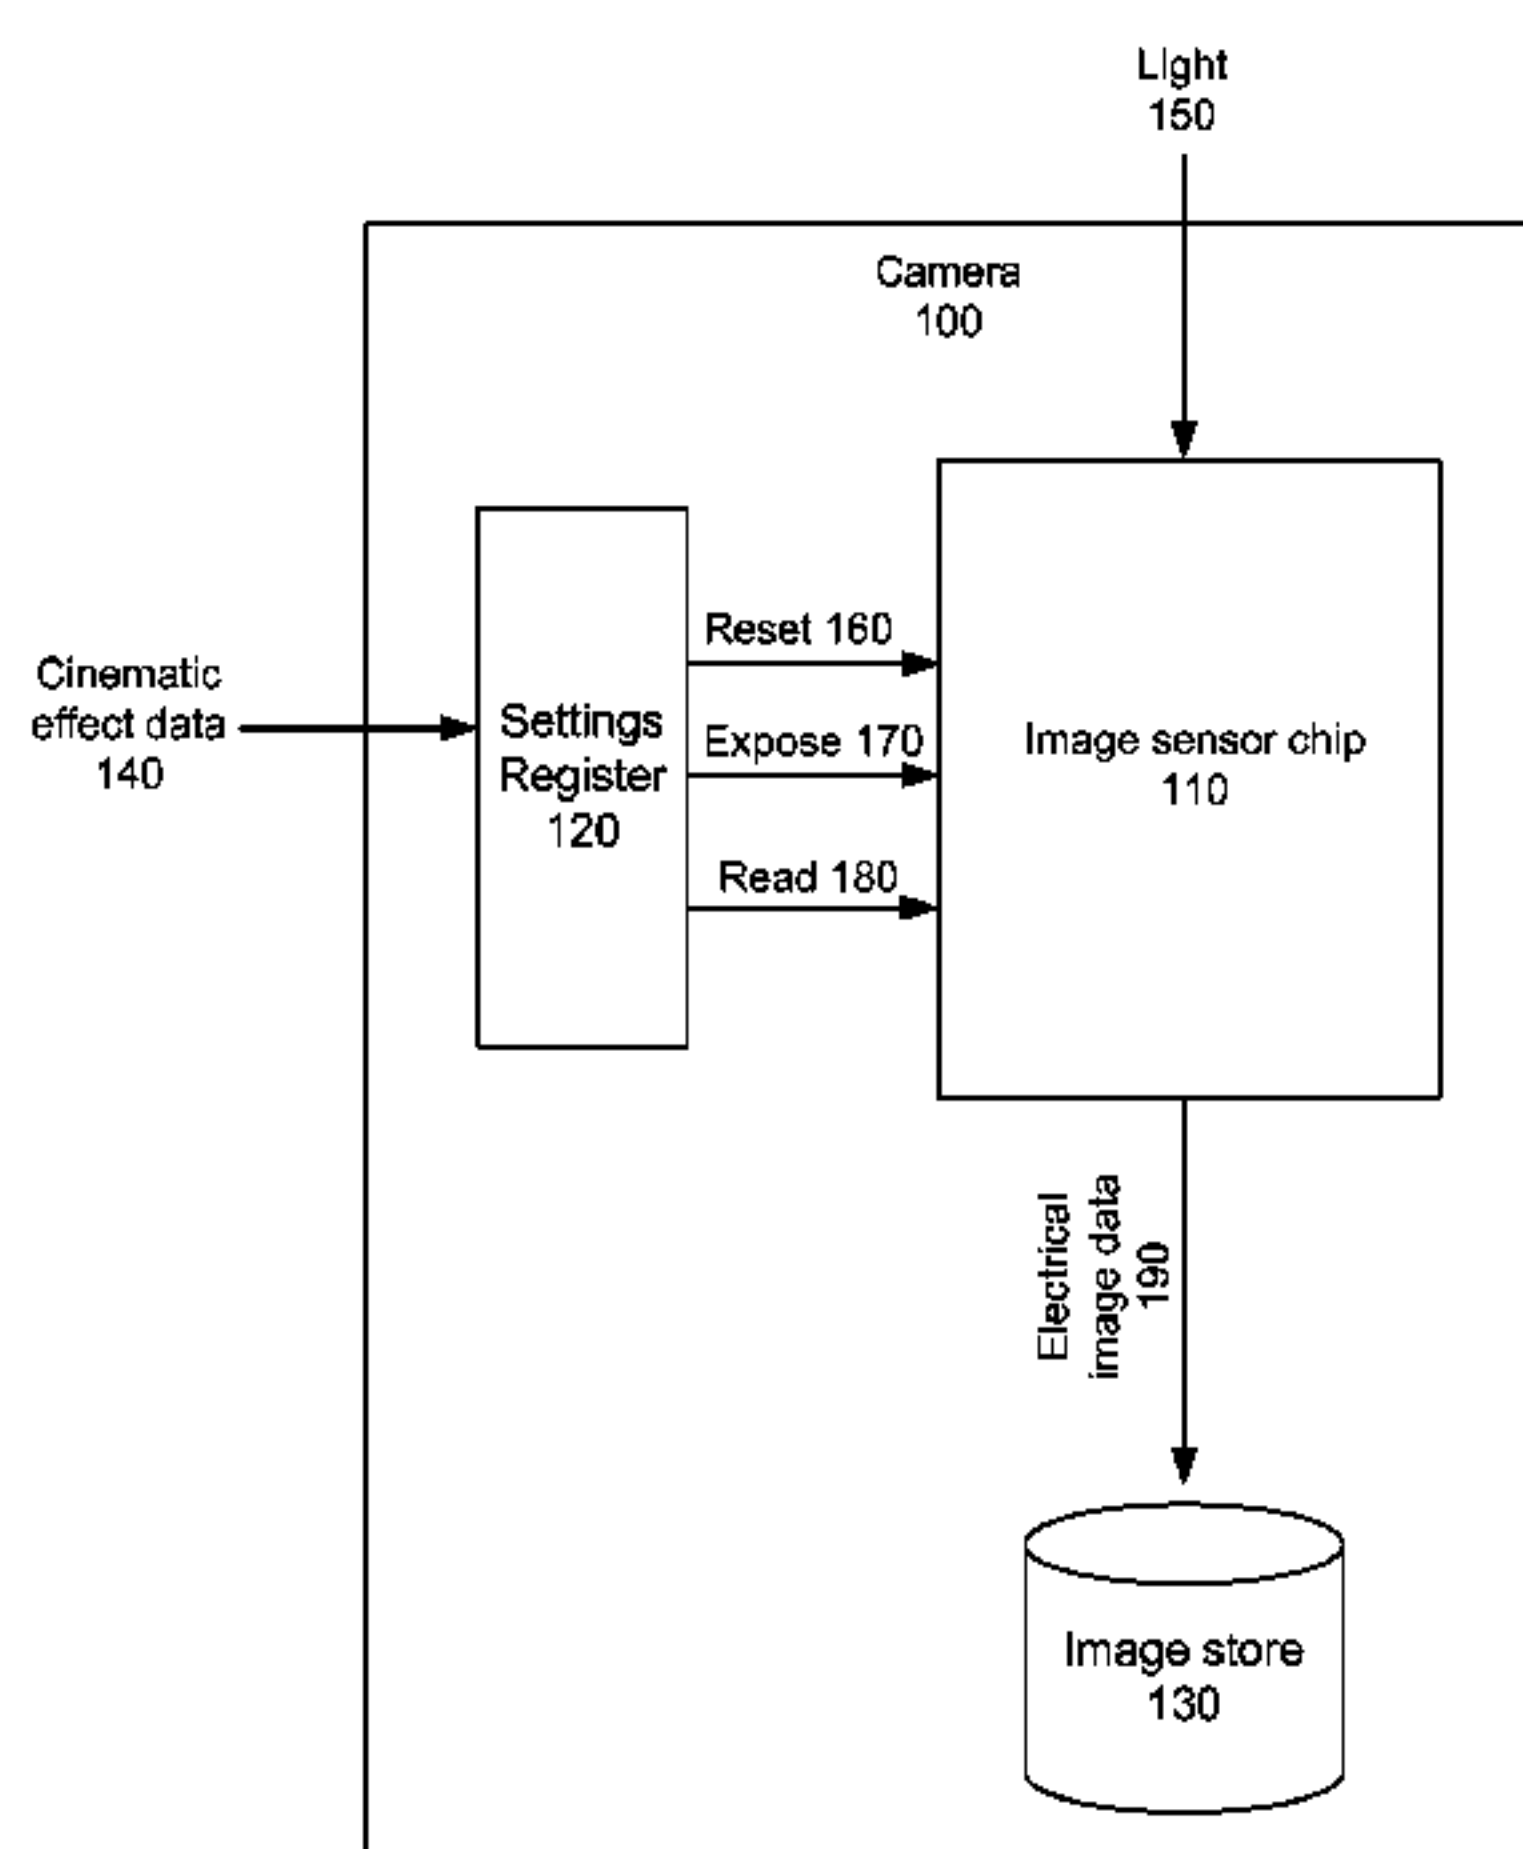 Light
150
Camera
100
Reset 160
Cinematic
effect data
140
Settings
Register
120
Expose 170
Image sensor chip
110
Read 180
Electrical
image data
190
Image store
130